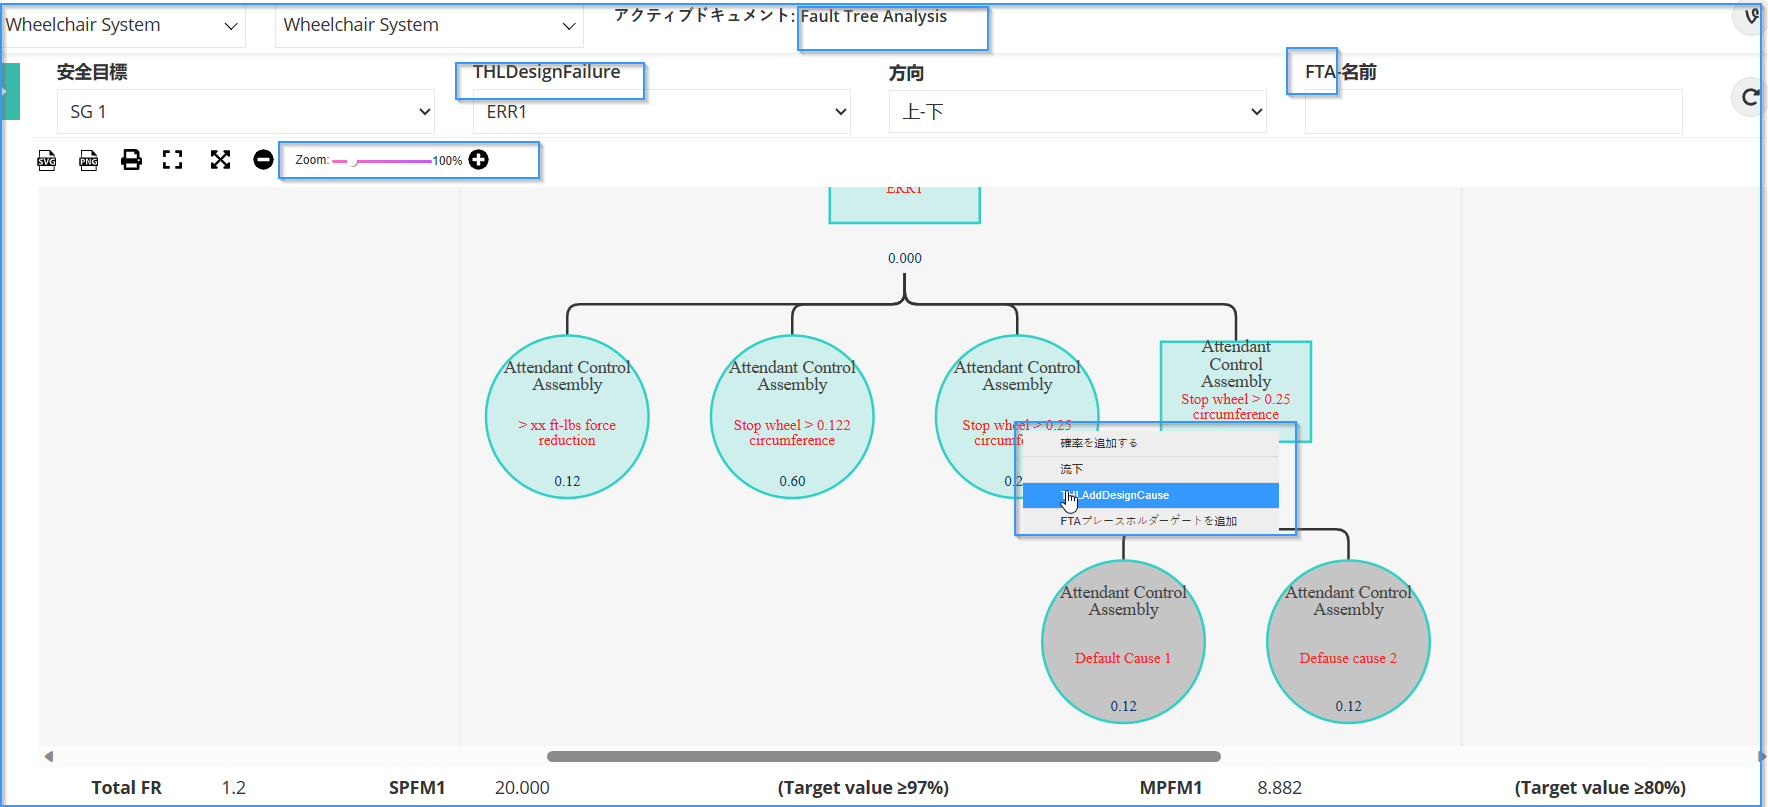 Wheelchair System
Wheelchair System
アクティブドキュメント: Fault Tree Analysis
安全目標
THLDesignFailure
方向
FTA-名前
SG 1
ERR1
上-下
SVG
PNG
Zoom:
100%
ERR1
0.000
Attendant Control
Assembly
> xx ft-lbs force
reduction
0.12
Attendant Control
Assembly
Stop wheel > 0.122
circumference
0.60
Attendant Control
Assembly
Stop wheel > 0.25
Attendant
Control
Assembly
Stop wheel > 0.25
circumference
確率を追加する
流下
FTAプレースホルダーゲートを追加
Attendant Control
Assembly
Default Cause 1
0.12
Attendant Control
Assembly
Defause cause 2
0.12
Total FR
1.2
SPFM1
20.000
(Target value ≥97%)
MPFM1
8.882
(Target value ≥80%)